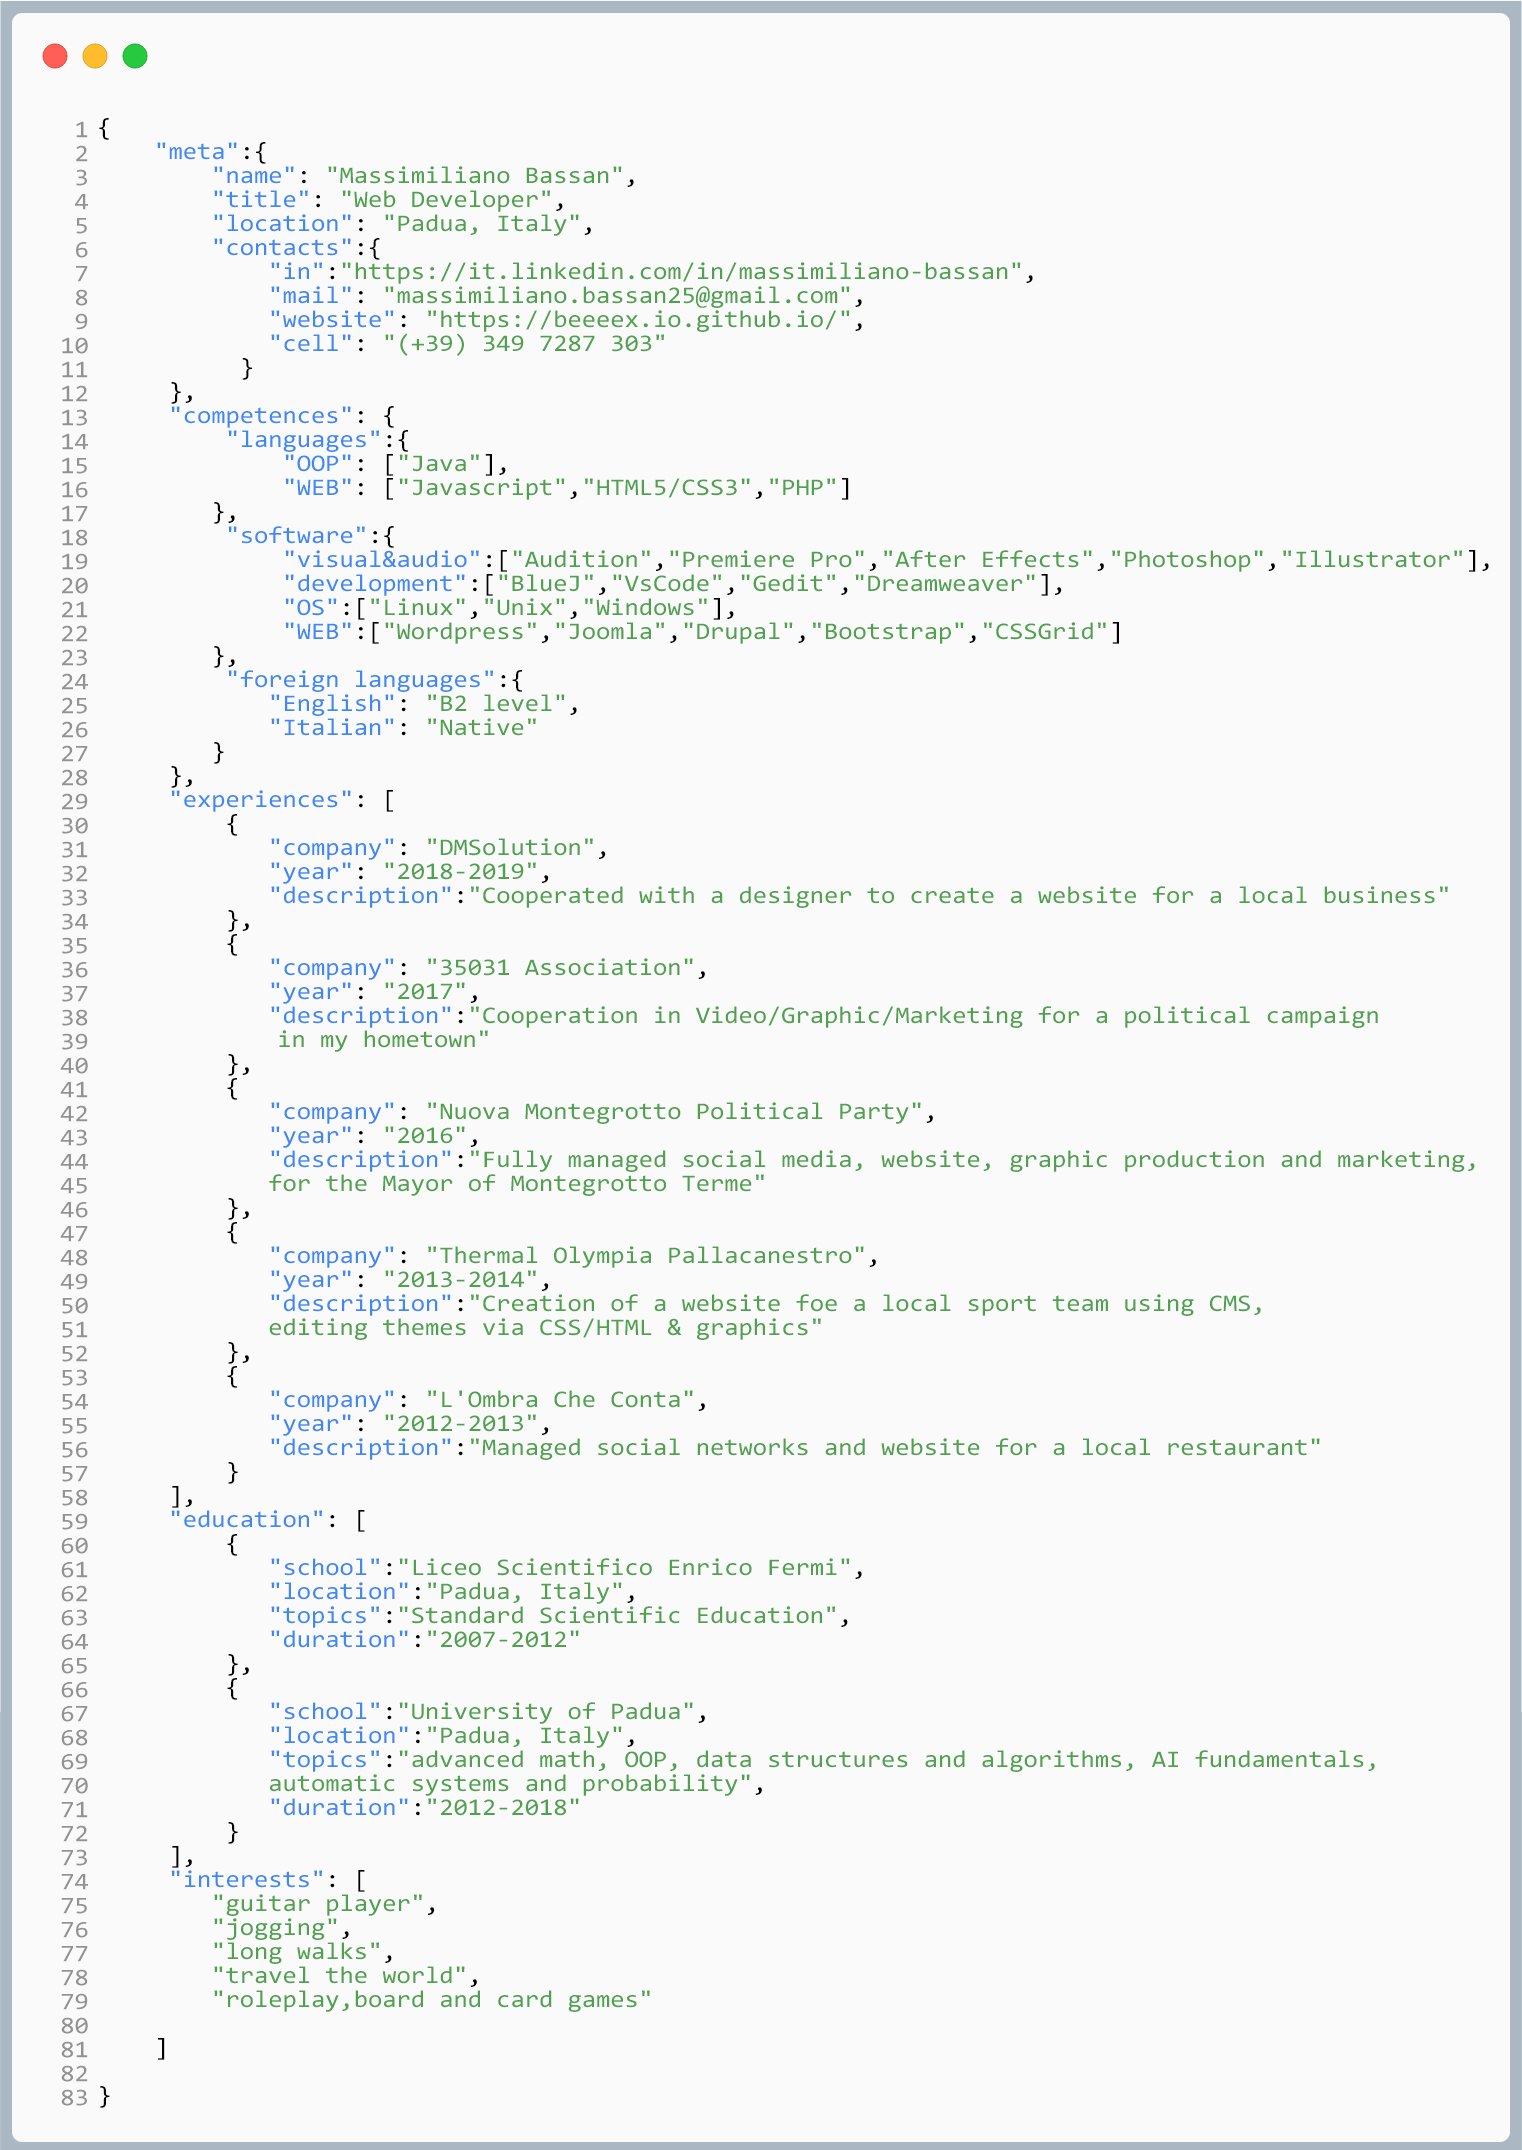 1 {
2 "meta":{
3 "name": "Massimiliano Bassan",
4 "title": "Web Developer",
5 "location": "Padua, Italy",
6 "contacts":{
7 "in":"https://it.linkedin.com/in/massimiliano-bassan",
8 "mail": "massimiliano.bassan25@gmail.com",
9 "website": "https://beeeex.io.github.io/",
10 "cell": "(+39) 349 7287 303"
11 }
12 },
13 "competences": {
14 "languages":{
15 "OOP": ["Java"],
16 "WEB": ["Javascript","HTML5/CSS3","PHP"]
17 },
18 "software":{
19 "visual&audio":["Audition","Premiere Pro","After Effects","Photoshop","Illustrator"],
20 "development":["BlueJ","VsCode","Gedit","Dreamweaver"],
21 "OS":["Linux","Unix","Windows"],
22 "WEB":["Wordpress","Joomla","Drupal","Bootstrap","CSSGrid"]
23 },
24 "foreign languages":{
25 "English": "B2 level",
26 "Italian": "Native"
27 }
28 },
29 "experiences": [
30 {
31 "company": "DMSolution",
32 "year": "2018-2019",
33 "description":"Cooperated with a designer to create a website for a local business"
34 },
35 {
36 "company": "35031 Association",
37 "year": "2017",
38 "description":"Cooperation in Video/Graphic/Marketing for a political campaign
39 in my hometown"
40 },
41 {
42 "company": "Nuova Montegrotto Political Party",
43 "year": "2016",
44 "description":"Fully managed social media, website, graphic production and marketing,
45 for the Mayor of Montegrotto Terme"
46 },
47 {
48 "company": "Thermal Olympia Pallacanestro",
49 "year": "2013-2014",
50 "description":"Creation of a website foe a local sport team using CMS,
51 editing themes via CSS/HTML & graphics"
52 },
53 {
54 "company": "L'Ombra Che Conta",
55 "year": "2012-2013",
56 "description":"Managed social networks and website for a local restaurant"
57 }
58 ],
59 "education": [
60 {
61 "school":"Liceo Scientifico Enrico Fermi",
62 "location":"Padua, Italy",
63 "topics":"Standard Scientific Education",
64 "duration":"2007-2012"
65 },
66 {
67 "school":"University of Padua",
68 "location":"Padua, Italy",
69 "topics":"advanced math, OOP, data structures and algorithms, AI fundamentals,
70 automatic systems and probability",
71 "duration":"2012-2018"
72 }
73 ],
74 "interests": [
75 "guitar player",
76 "jogging",
77 "long walks",
78 "travel the world",
79 "roleplay,board and card games"
80
81 ]
82
83 }